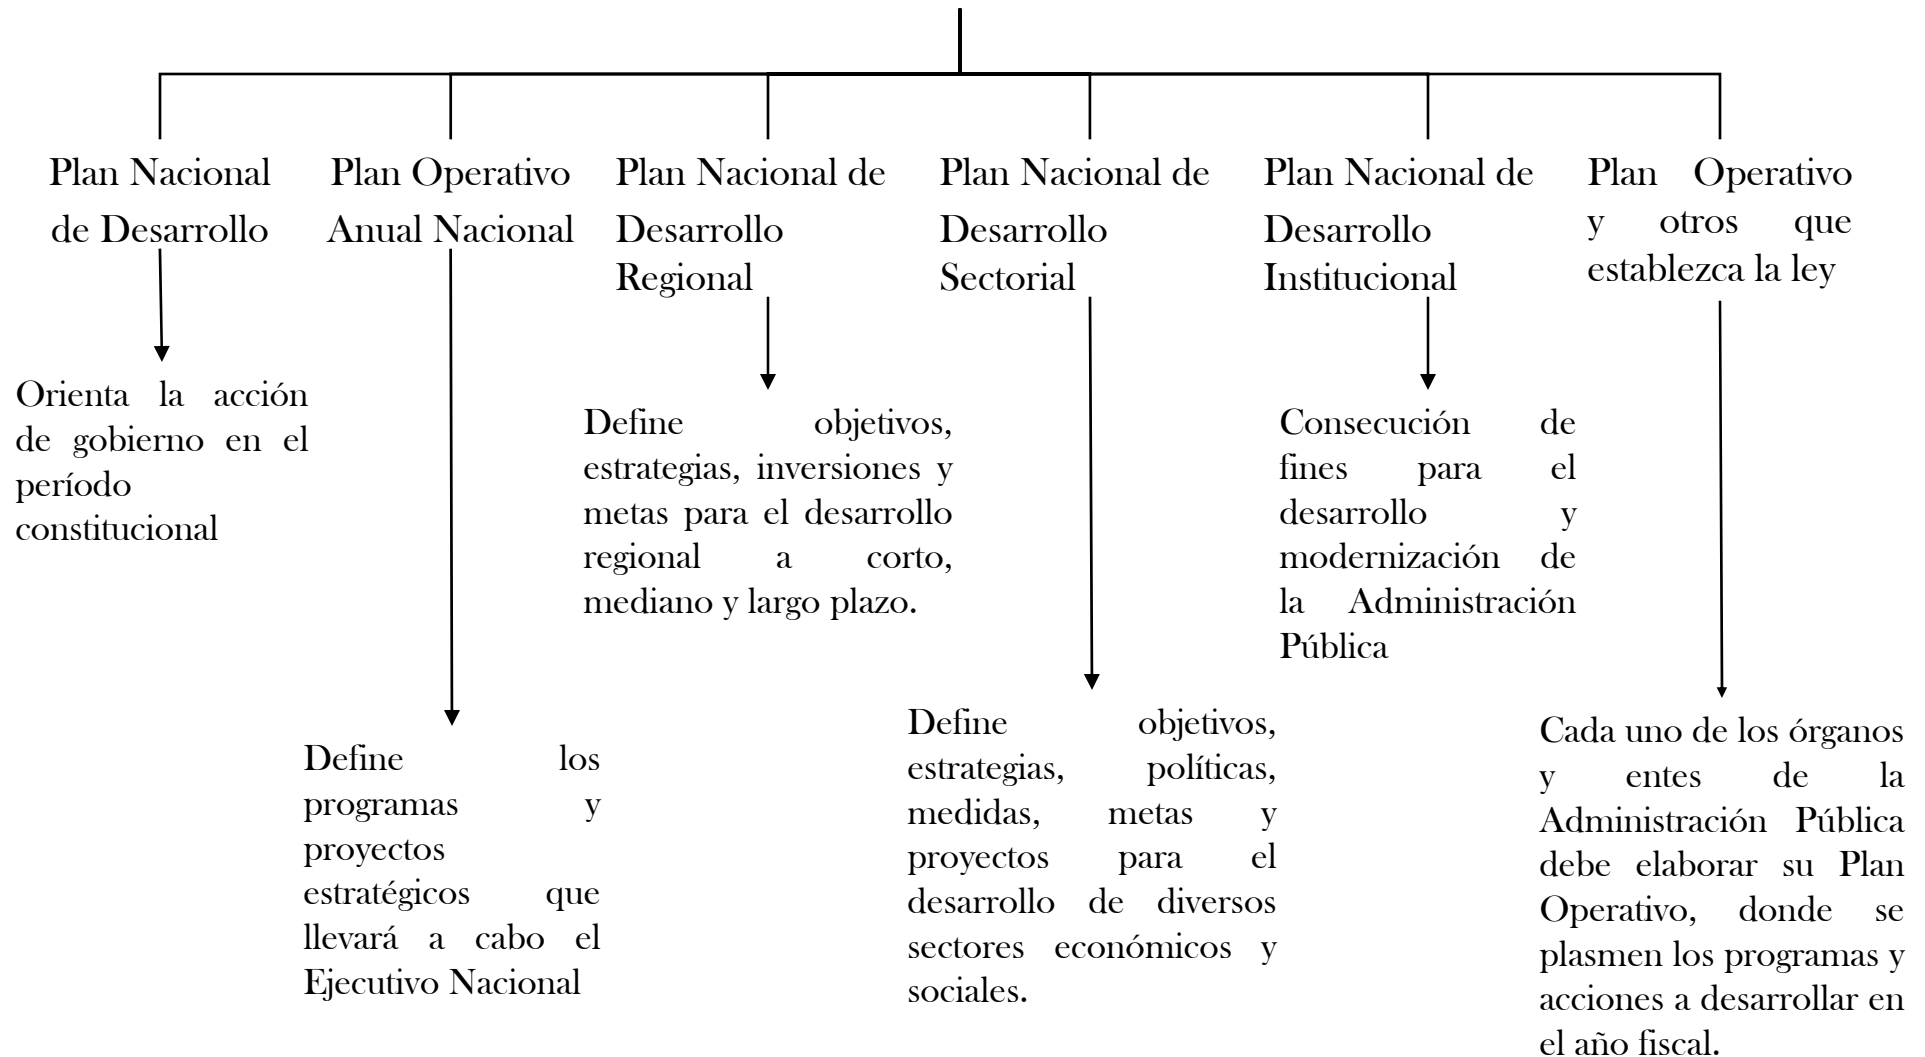 Plan Nacional
de Desarrollo
Plan Operativo
Anual Nacional
Plan Nacional de
Desarrollo
Regional
Plan Nacional de
Desarrollo
Sectorial
Plan Nacional de
Desarrollo
Institucional
Plan Operativo
y otros que
establezca la ley
Orienta la acción
de gobierno en el
período
constitucional
Define los
programas y
proyectos
estratégicos que
llevará a cabo el
Ejecutivo Nacional
Define objetivos,
estrategias, inversiones y
metas para el desarrollo
regional a corto,
mediano y largo plazo.
Define objetivos,
estrategias, políticas,
medidas, metas y
proyectos para el
desarrollo de diversos
sectores económicos y
sociales.
Consecución de
fines para el
desarrollo y
modernización de
la Administración
Pública
Cada uno de los órganos
y entes de la
Administración Pública
debe elaborar su Plan
Operativo, donde se
plasmen los programas y
acciones a desarrollar en
el año fiscal.